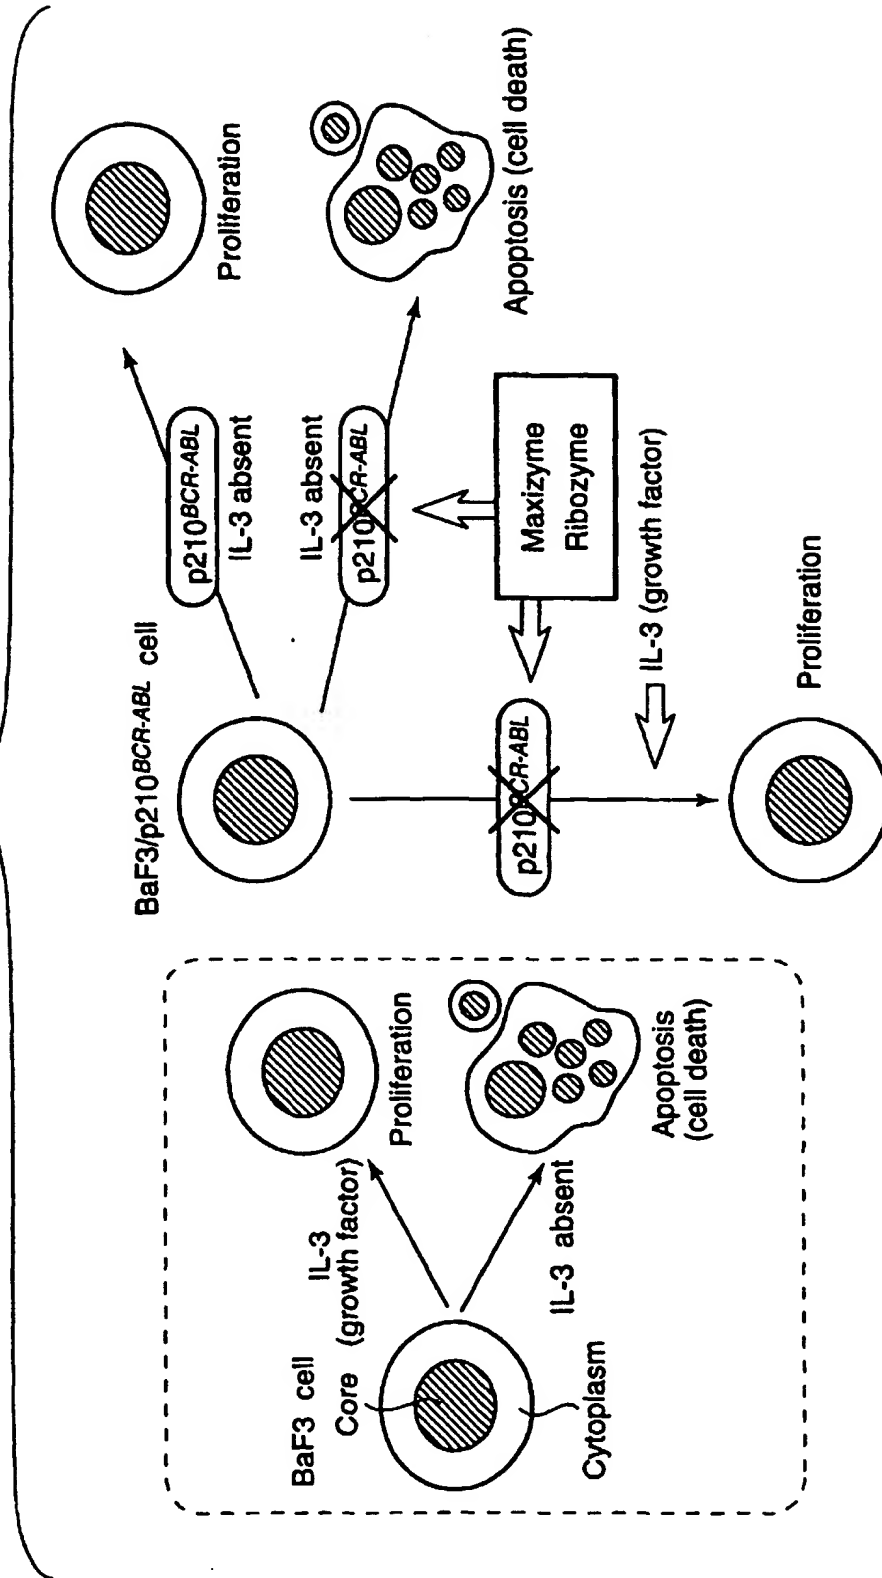 BaF3 cell
Core
IL-3
(growth factor)
Proliferation
IL-3 absent
Apoptosis
(cell death)
Cytoplasm
BaF3/p210BCR-ABL cell
p210BCR-ABL
IL-3 absent
Proliferation
IL-3 absent
p210BCR-ABL
Apoptosis (cell death)
Maxizyme
Ribozyme
p210BCR-ABL
IL-3 (growth factor)
Proliferation